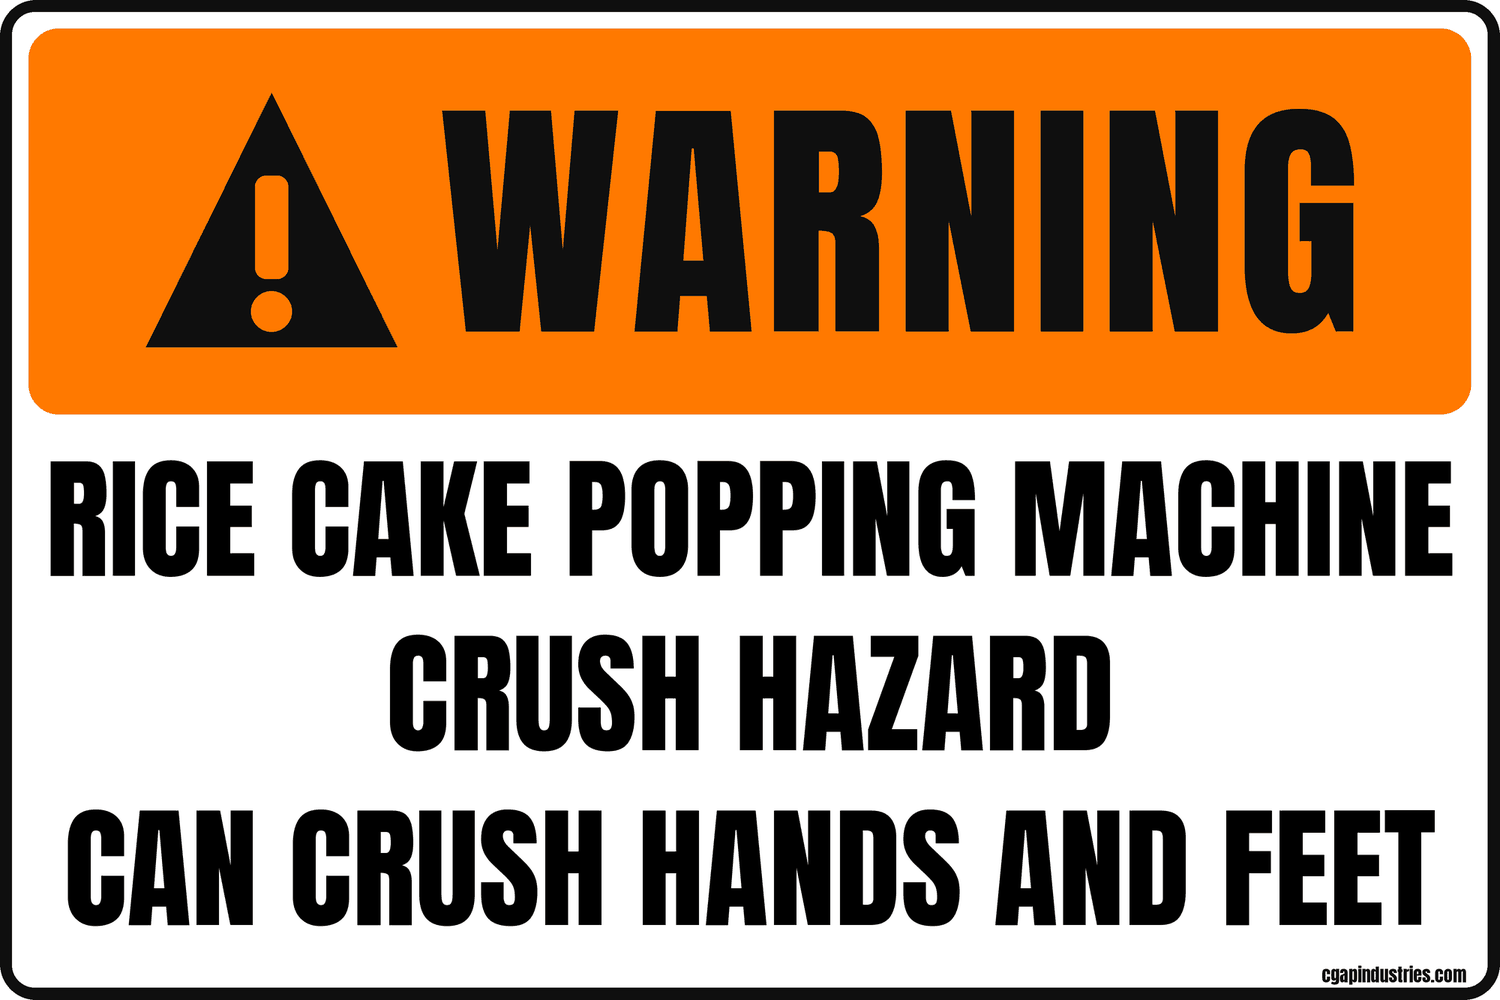 WARNING
RICE CAKE POPPING MACHINE
CRUSH HAZARD
CAN CRUSH HANDS AND FEET
cgapindustries.com